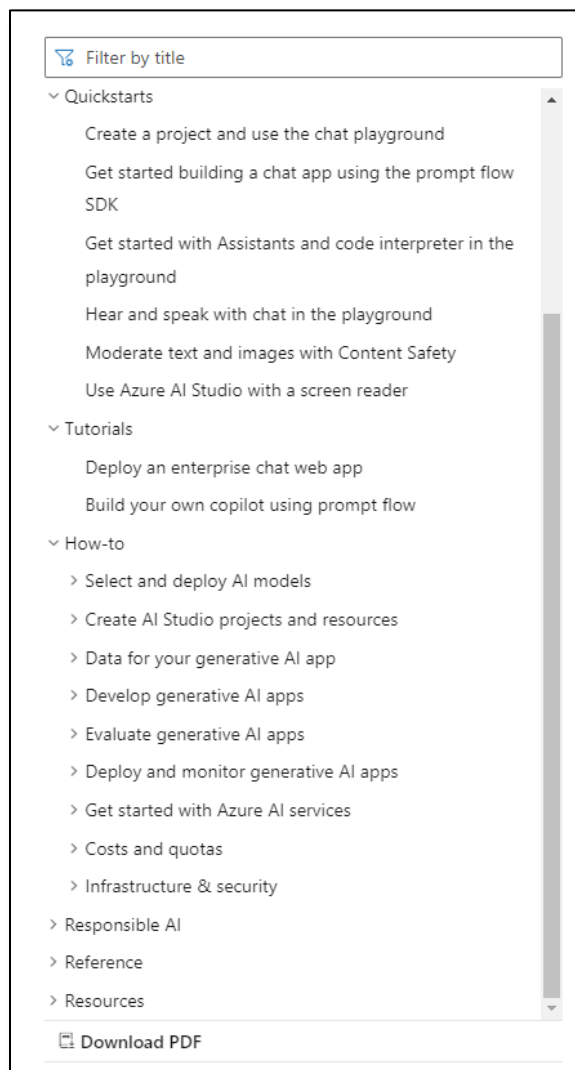 Filter by title
Quickstarts
Create a project and use the chat playground
Get started building a chat app using the prompt flow
SDK
Get started with Assistants and code interpreter in the
playground
Hear and speak with chat in the playground
Moderate text and images with Content Safety
Use Azure AI Studio with a screen reader
Tutorials
Deploy an enterprise chat web app
Build your own copilot using prompt flow
How-to
Select and deploy AI models
Create AI Studio projects and resources
Data for your generative AI app
Develop generative AI apps
Evaluate generative AI apps
Deploy and monitor generative AI apps
Get started with Azure AI services
Costs and quotas
Infrastructure & security
Responsible AI
Reference
Resources
Download PDF